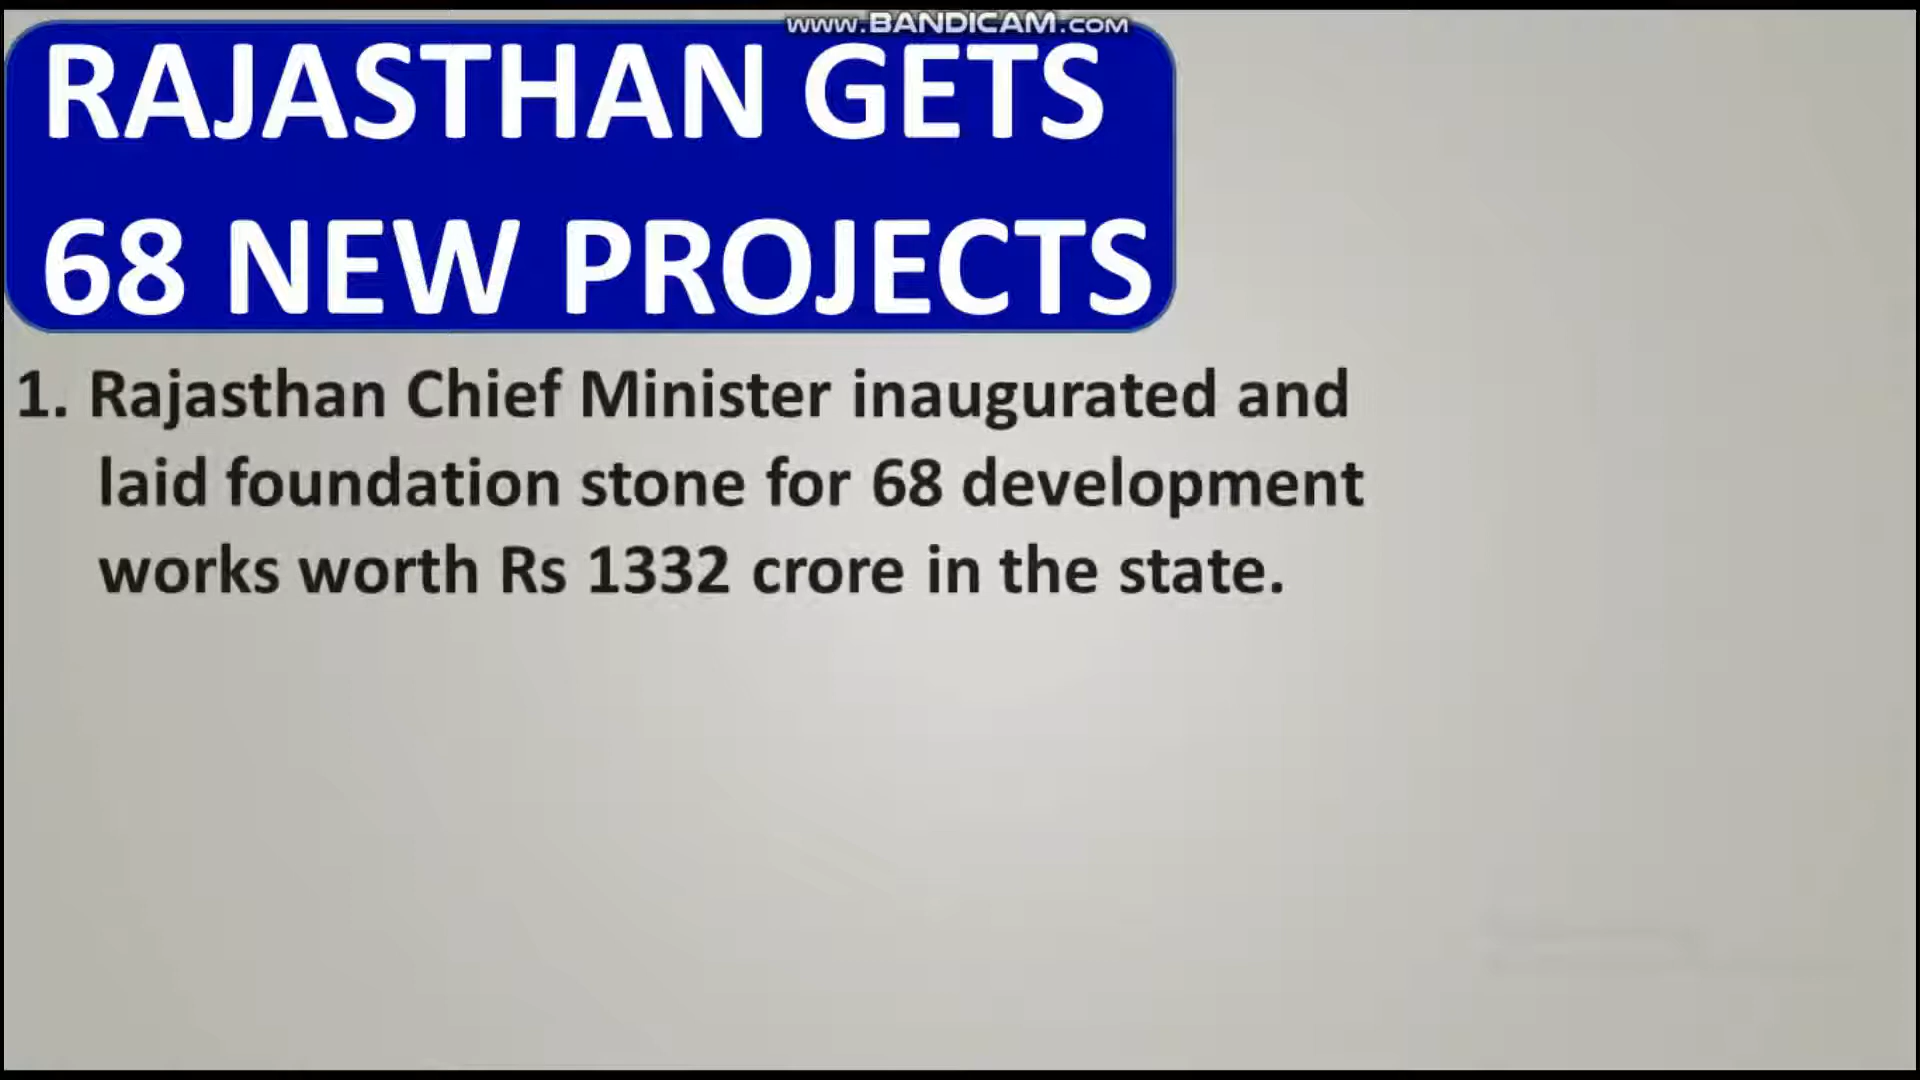 www.BANDICAM.com
RAJASTHAN GETS
68 NEW PROJECTS
1. Rajasthan Chief Minister inaugurated and
laid foundation stone for 68 development
works worth Rs 1332 crore in the state.